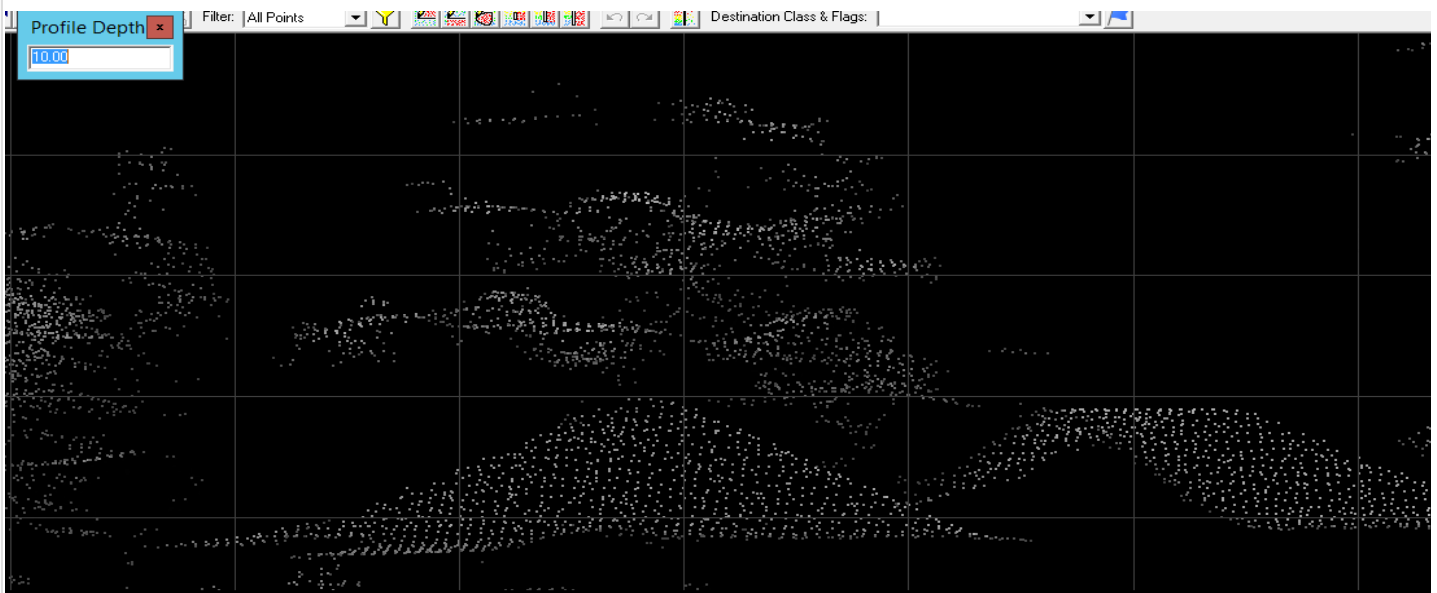 Profile Depth
10.00
Filter: All Points
Destination Class & Flags: